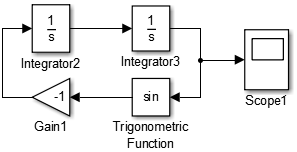 1
s
Integrator2
1
s
Integrator3
Scope1
-1
Gain1
sin
Trigonometric
Function